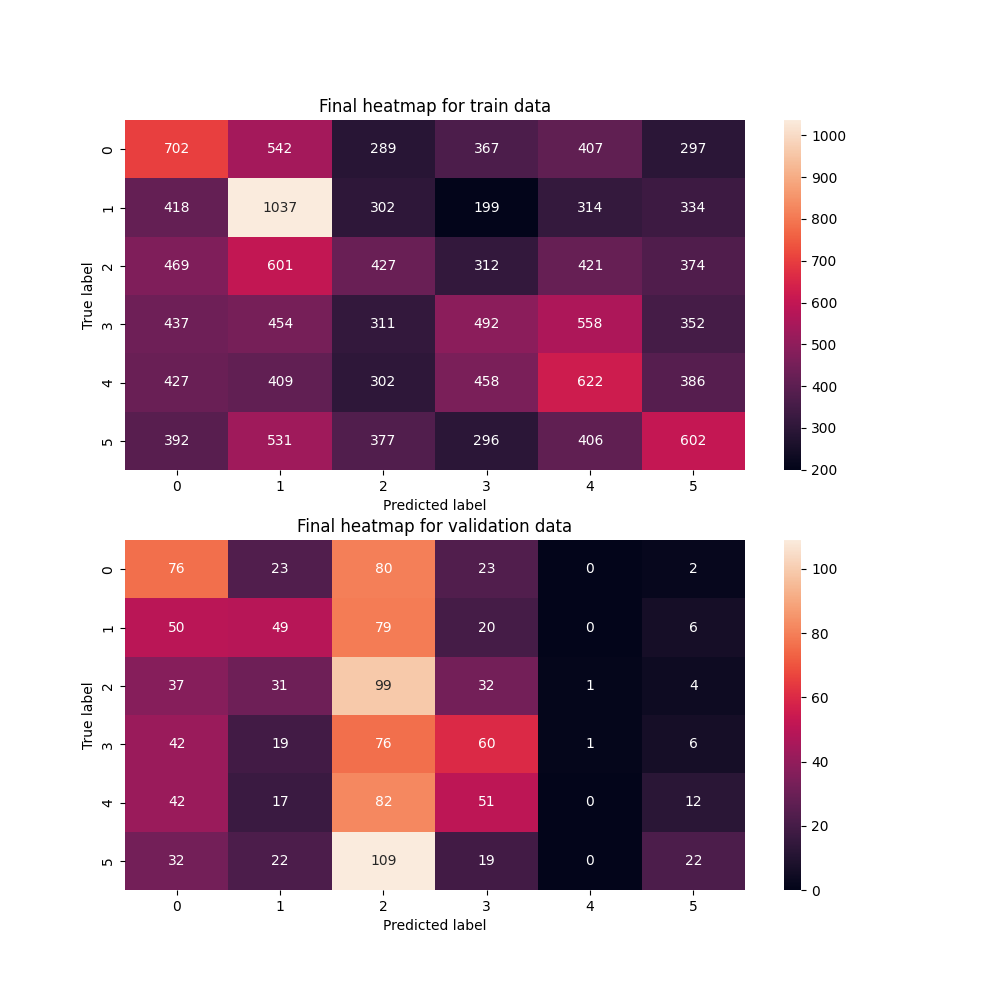 Final heatmap for train data
True label
0 702 542 289 367 407 297
1 418 1037 302 199 314 334
2 469 601 427 312 421 374
3 437 454 311 492 558 352
4 427 409 302 458 622 386
5 392 531 377 296 406 602
0 1 2 3 4 5
Predicted label
1000
900
800
700
600
500
400
300
200
Final heatmap for validation data
True label
0 76 23 80 23 0 2
1 50 49 79 20 0 6
2 37 31 99 32 1 4
3 42 19 76 60 1 6
4 42 17 82 51 0 12
5 32 22 109 19 0 22
0 1 2 3 4 5
Predicted label
100
80
60
40
20
0